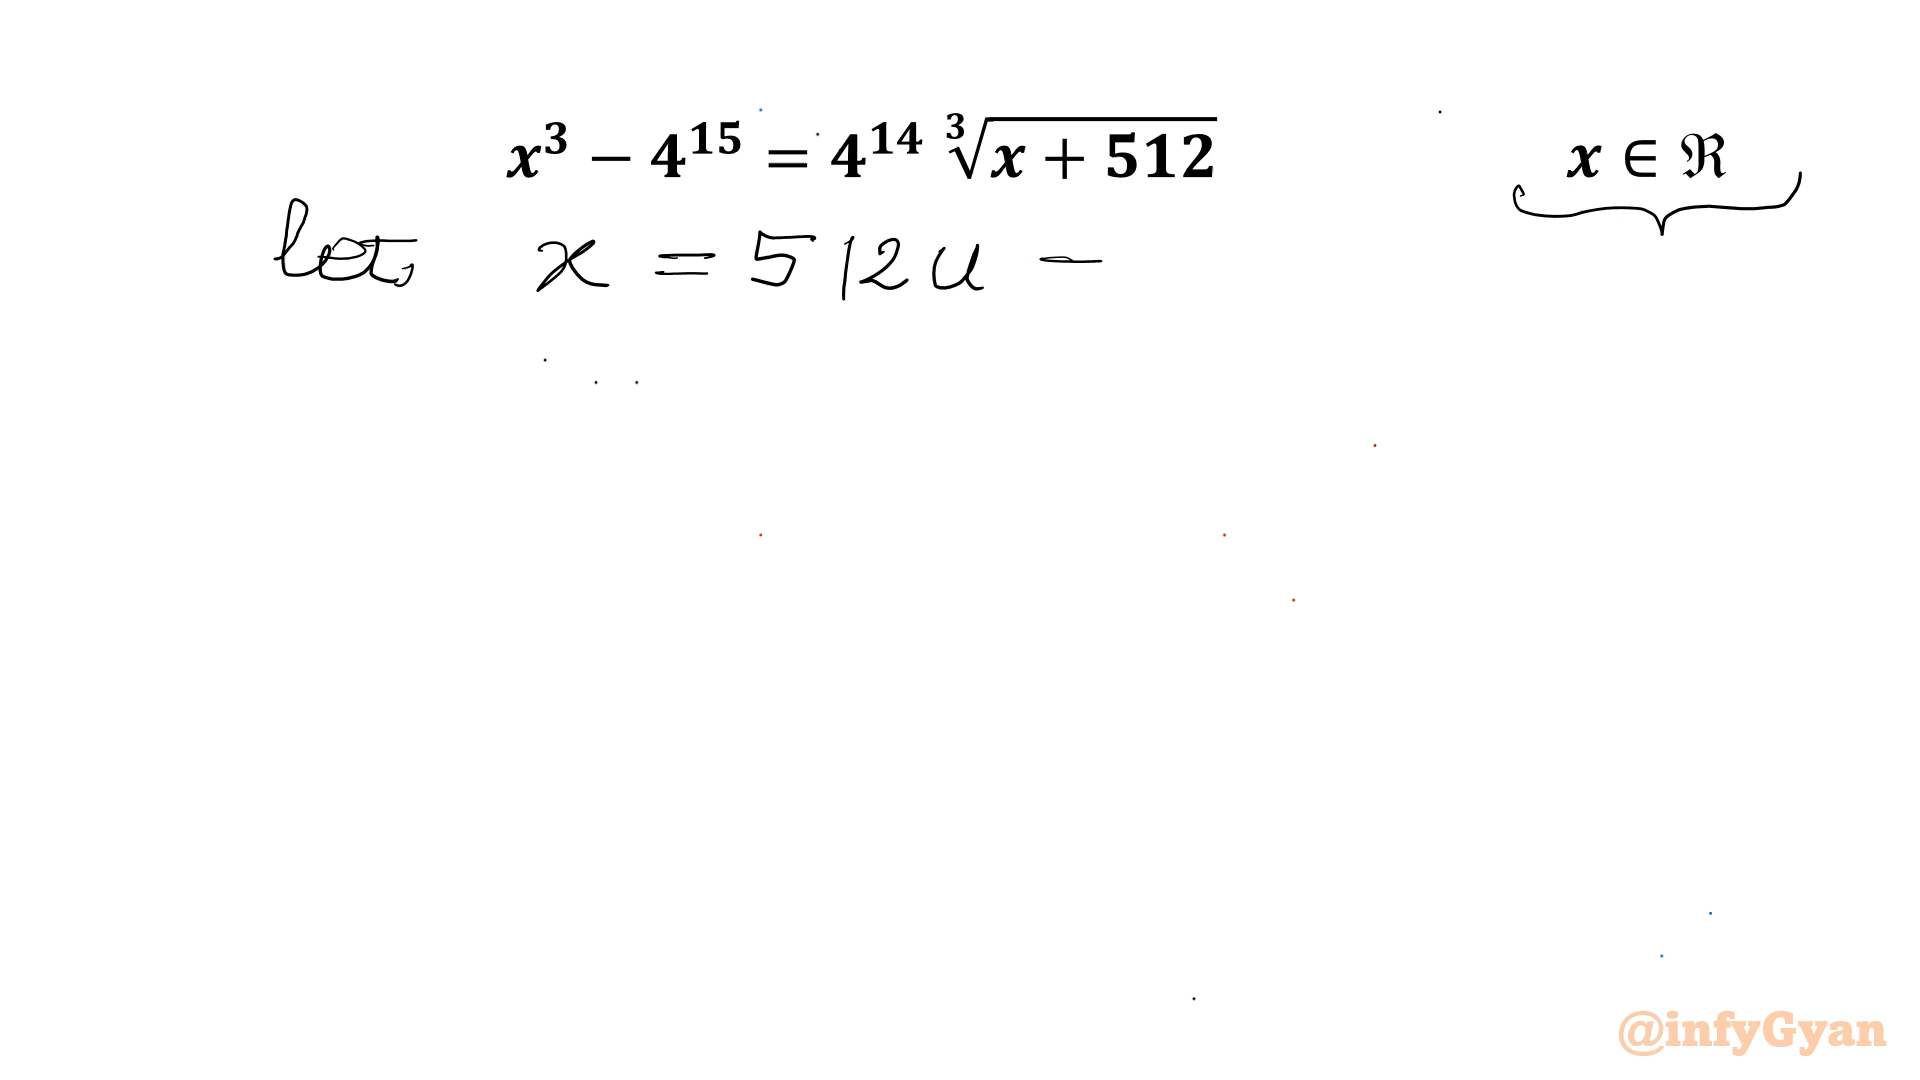 x³ − 4¹⁵ = 4¹⁴ ∛(x + 512) x ∈ ℜ
let, x = 512u −
@infyGyan